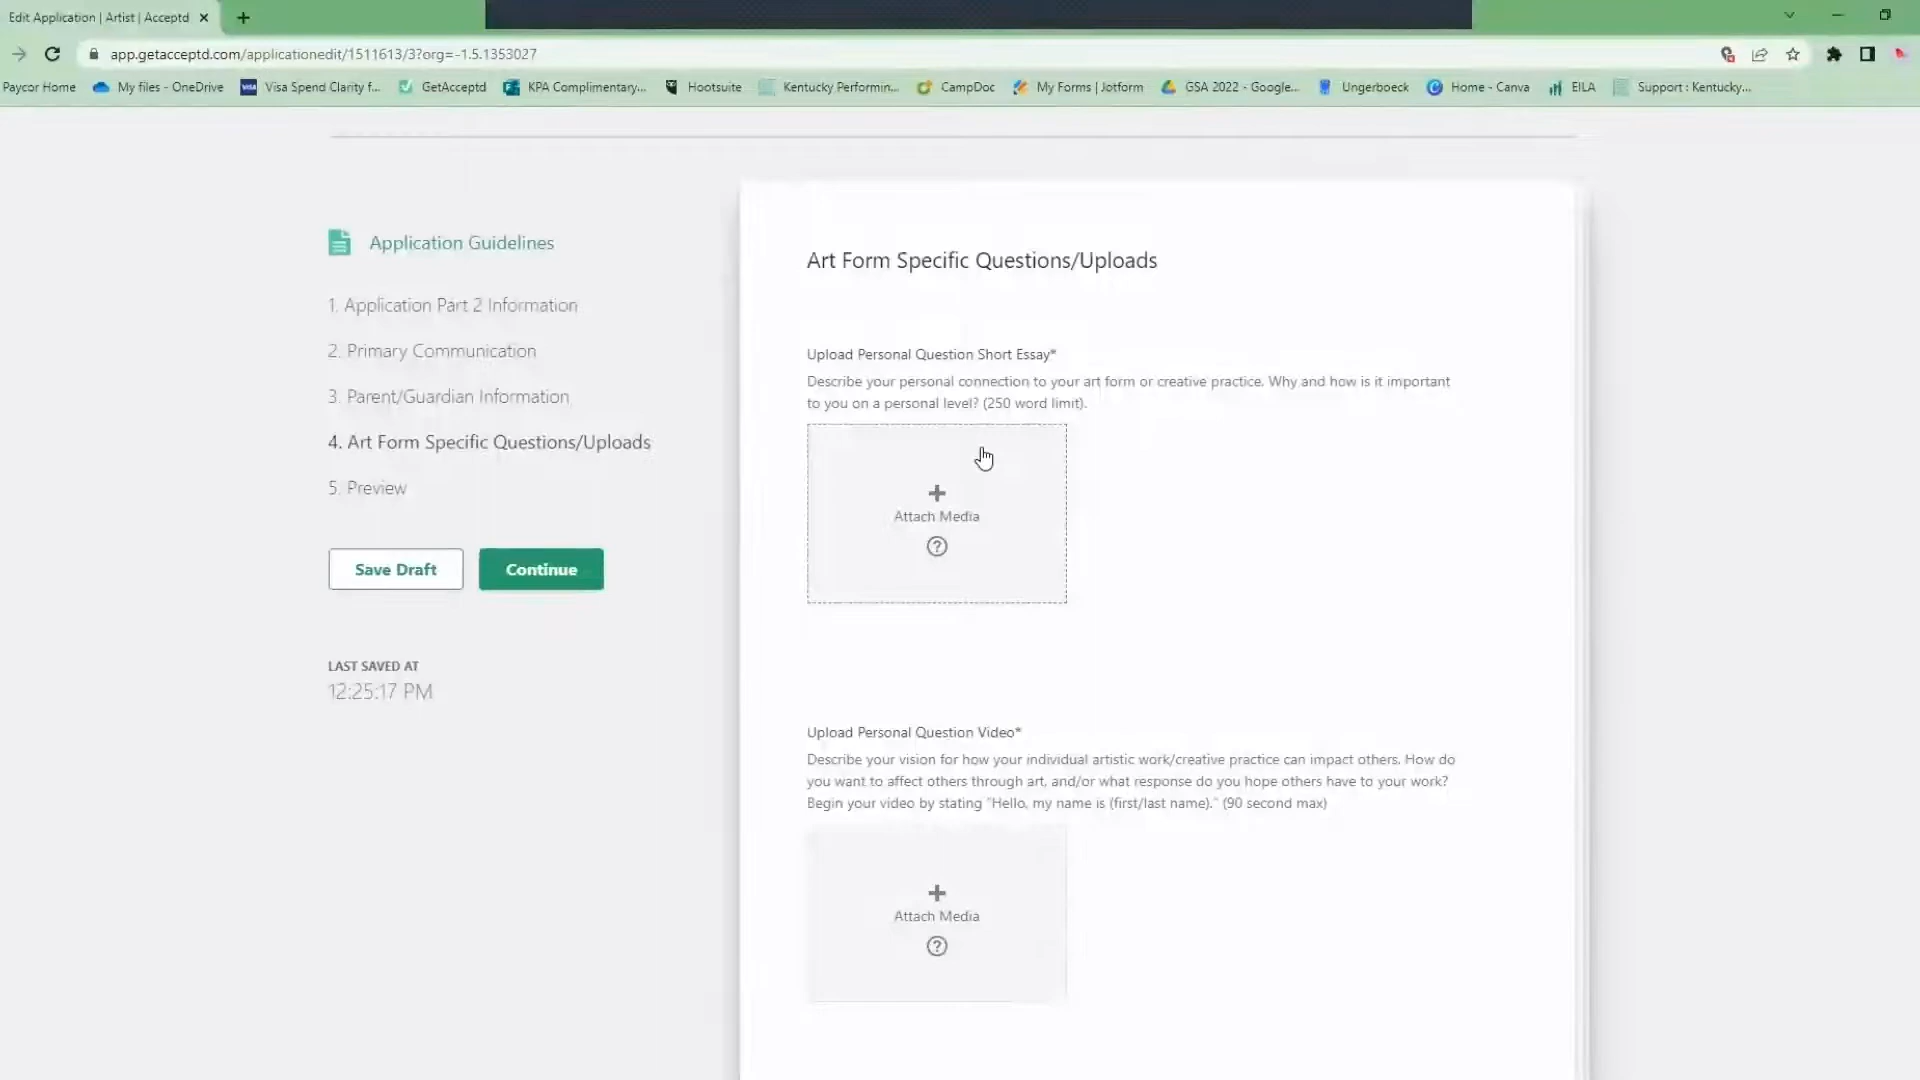 Edit Application | Artist | Acceptd
app.getacceptd.com/applicationedit/1511613/3?org=-1.5.1353027
Paycor Home My files - OneDrive VISA Visa Spend Clarity f... GetAcceptd KPA Complimentary... Hootsuite Kentucky Performin... CampDoc My Forms | Jotform GSA 2022 - Google... Ungerboeck Home - Canva EILA Support : Kentucky...
Application Guidelines
1. Application Part 2 Information
2. Primary Communication
3. Parent/Guardian Information
4. Art Form Specific Questions/Uploads
5. Preview
Save Draft Continue
LAST SAVED AT
12:25:17 PM
Art Form Specific Questions/Uploads
Upload Personal Question Short Essay*
Describe your personal connection to your art form or creative practice. Why and how is it important
to you on a personal level? (250 word limit).
Attach Media
?
Upload Personal Question Video*
Describe your vision for how your individual artistic work/creative practice can impact others. How do
you want to affect others through art, and/or what response do you hope others have to your work?
Begin your video by stating "Hello, my name is (first/last name)." (90 second max)
Attach Media
?